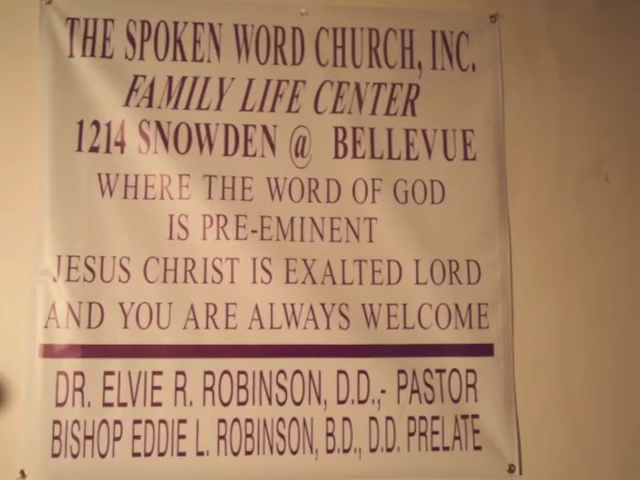 THE SPOKEN WORD CHURCH, INC.
FAMILY LIFE CENTER
1214 SNOWDEN @ BELLEVUE
WHERE THE WORD OF GOD
IS PRE-EMINENT
JESUS CHRIST IS EXALTED LORD
AND YOU ARE ALWAYS WELCOME
DR. ELVIE R. ROBINSON, D.D.,- PASTOR
BISHOP EDDIE L. ROBINSON, B.D., D.D. PRELATE